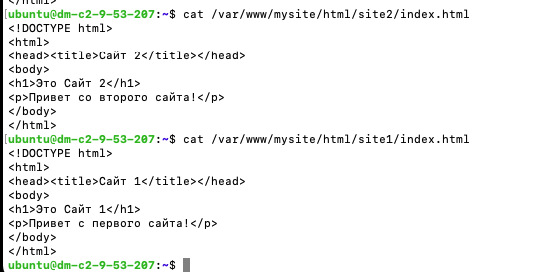 </html>
[ubuntu@dm-c2-9-53-207:~$ cat /var/www/mysite/html/site2/index.html
<!DOCTYPE html>
<html>
<head><title>Сайт 2</title></head>
<body>
<h1>Это Сайт 2</h1>
<p>Привет со второго сайта!</p>
</body>
</html>
[ubuntu@dm-c2-9-53-207:~$ cat /var/www/mysite/html/site1/index.html
<!DOCTYPE html>
<html>
<head><title>Сайт 1</title></head>
<body>
<h1>Это Сайт 1</h1>
<p>Привет с первого сайта!</p>
</body>
</html>
ubuntu@dm-c2-9-53-207:~$